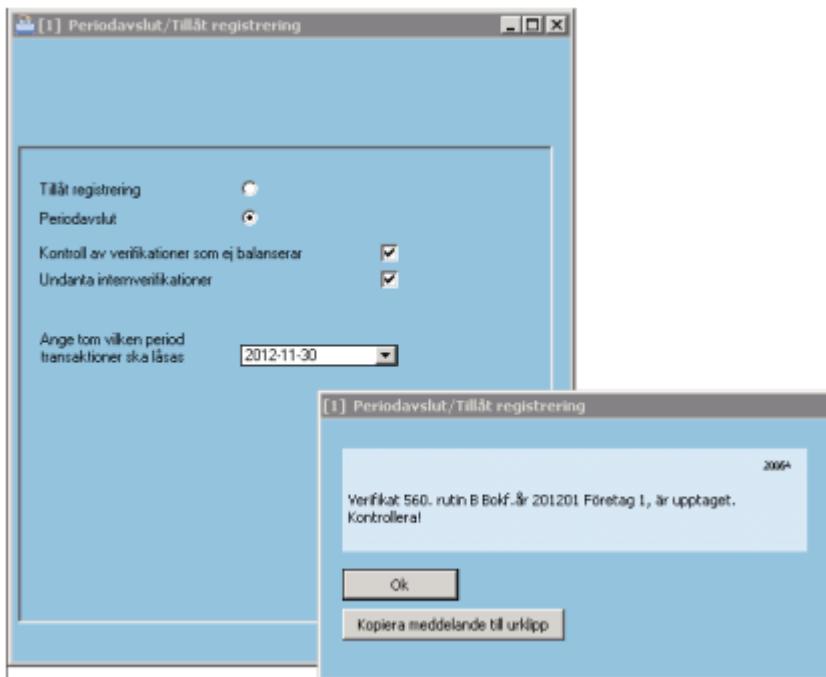 [1] Periodavslut/Tillåt registrering
Tillåt registrering
Periodavslut
Kontroll av verifikationer som ej balanserar
Undanta internverifikationer
Ange tom vilken period
transaktioner ska låsas
2012-11-30
[1] Periodavslut/Tillåt registrering
Verifikat 560. rutin B Bokf.år 201201 Företag 1, är upptaget.
Kontrollera!
Ok
Kopiera meddelande till urklipp